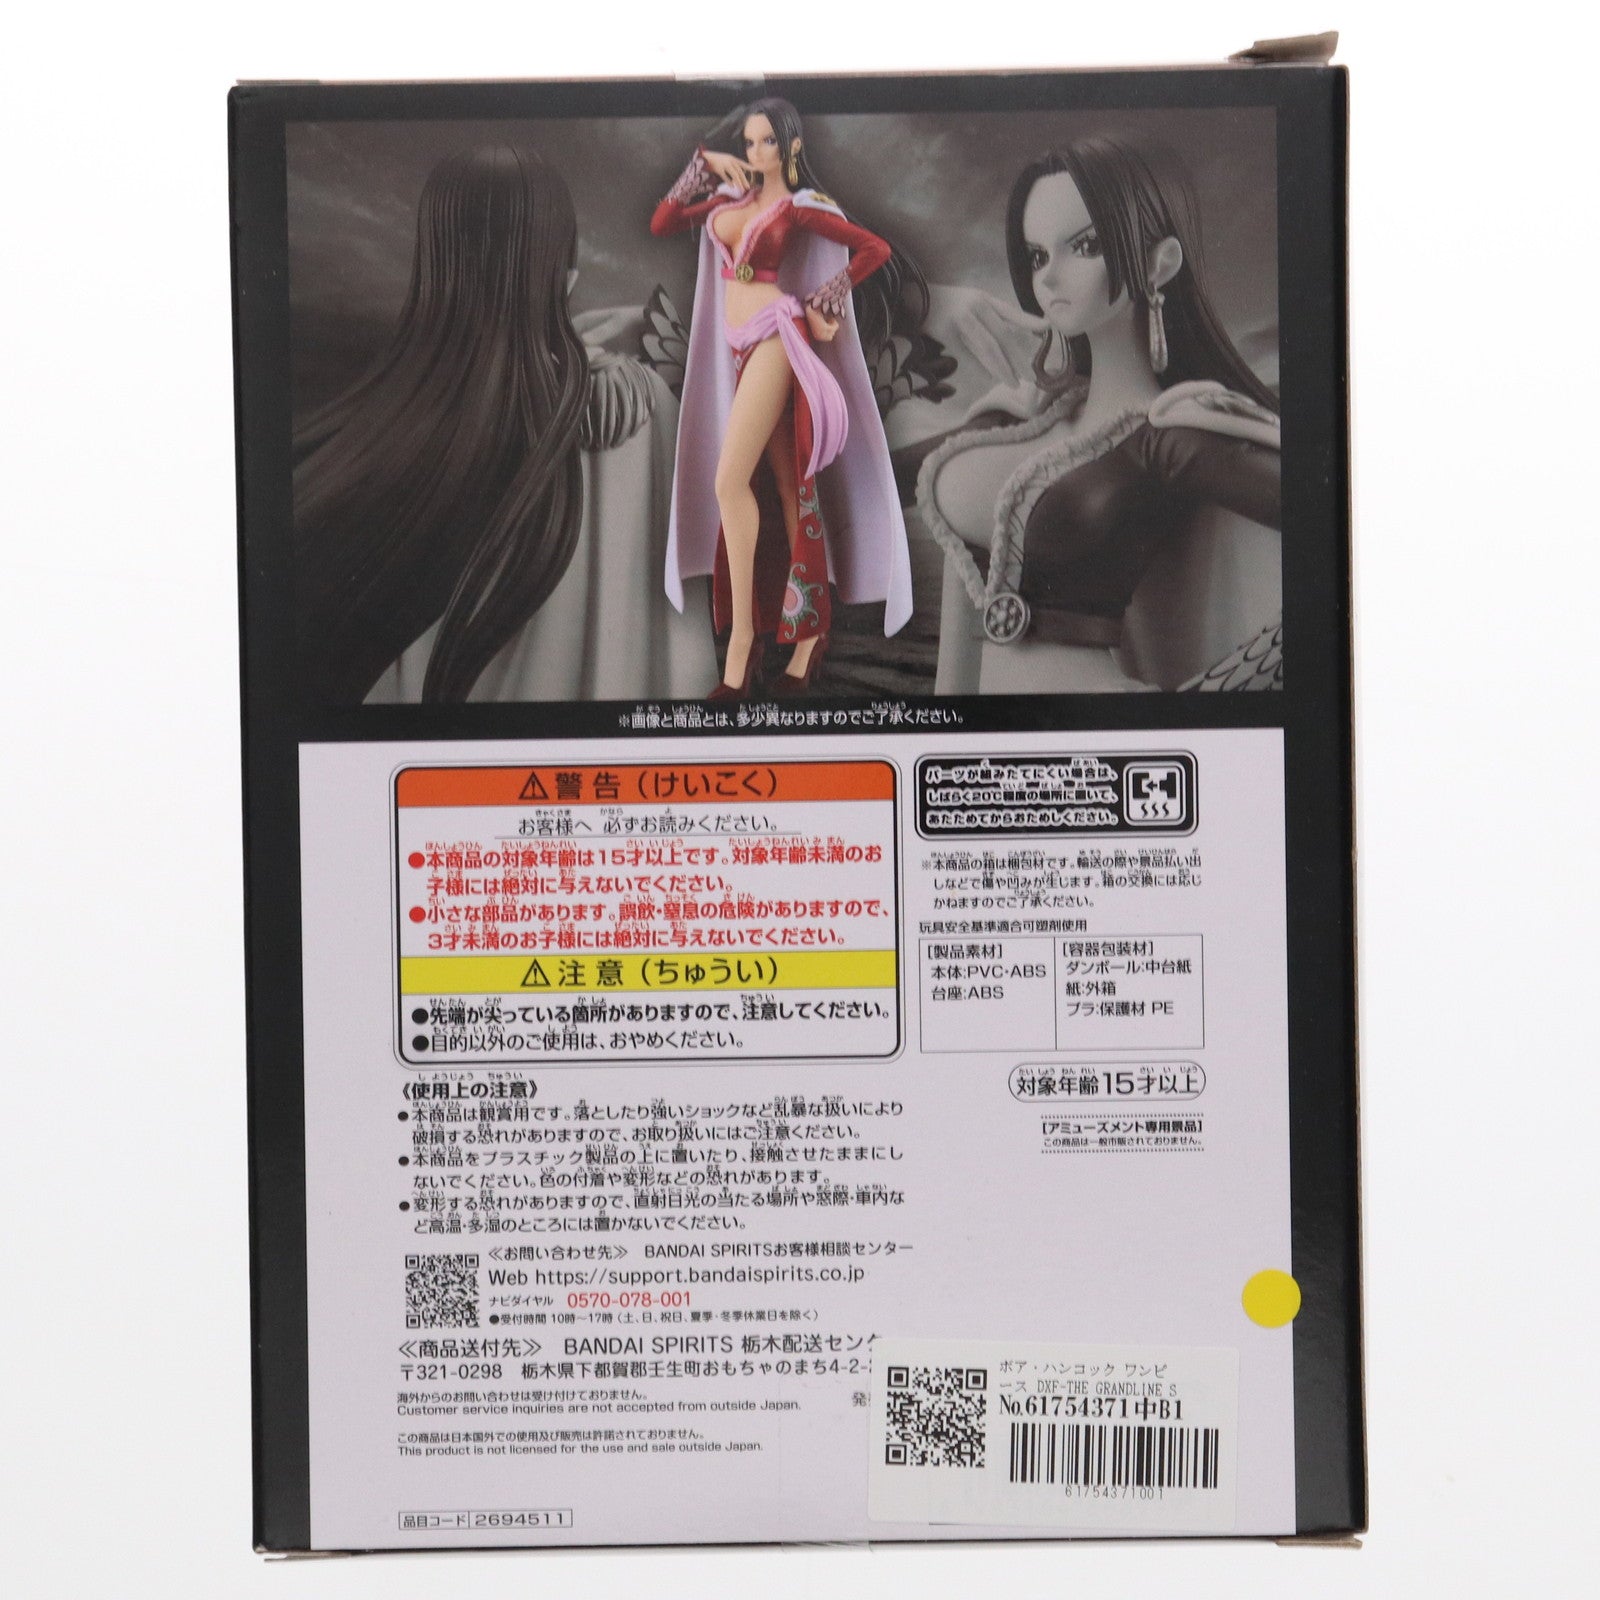 ※画像と商品とは、多少異なりますのでご了承ください。
⚠警告(けいこく)
お客様へ 必ずお読みください。
●本商品の対象年齢は15才以上です。対象年齢未満のお
子様には絶対に与えないでください。
●小さな部品があります。誤飲・窒息の危険がありますので、
3才未満のお子様には絶対に与えないでください。
⚠注意(ちゅうい)
●先端が尖っている箇所がありますので、注意してください。
●目的以外のご使用は、おやめください。
《使用上の注意》
●本商品は観賞用です。落としたり強いショックなど乱暴な扱いにより
破損する恐れがありますので、お取り扱いにはご注意ください。
●本商品をプラスチック製品の上に置いたり、接触させたままにし
ないでください。色の付着や変形などの恐れがあります。
●変形する恐れがありますので、直射日光の当たる場所や窓際・車内な
ど高温・多湿のところには置かないでください。
≪お問い合わせ先≫ BANDAI SPIRITSお客様相談センター
Web https://support.bandaispirits.co.jp
ナビダイヤル 0570-078-001
●受付時間 10時~17時(土、日、祝日、夏季・冬季休業日を除く)
≪商品送付先≫ BANDAI SPIRITS 栃木配送セン
〒321-0298 栃木県下都賀郡壬生町おもちゃのまち4-2-
海外からのお問い合わせは受け付けておりません。
Customer service inquiries are not accepted from outside Japan.
この商品は日本国外での使用及び販売は許諾されておりません。
This product is not licensed for the use and sale outside Japan.
品目コード 2694511
パーツが組みたてにくい場合は、
しばらく20℃程度の場所に置いて、
あたためてからおためしください。
※本商品の箱は梱包材です。輸送の際や景品払い出
しなどで傷や凹みが生じます。箱の交換には応じ
かねますのでご了承ください。
玩具安全基準適合可塑剤使用
[製品素材]
本体:PVC・ABS
台座:ABS
[容器包装材]
ダンボール:中台紙
紙:外箱
プラ:保護材 PE
対象年齢15才以上
[アミューズメント専用景品]
この商品は一般市販されておりません。
発
ボア・ハンコック ワンピ
ース DXF-THE GRANDLINE S
No.61754371中B1
61754371001